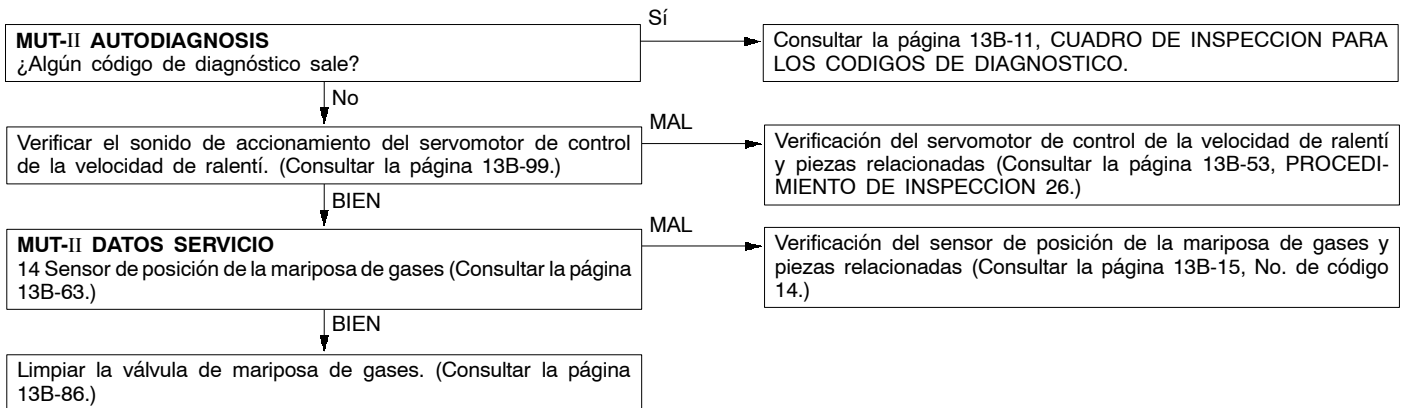 Sí
MUT-II AUTODIAGNOSIS
¿Algún código de diagnóstico sale?
Consultar la página 13B-11, CUADRO DE INSPECCION PARA
LOS CODIGOS DE DIAGNOSTICO.
No
MAL
Verificar el sonido de accionamiento del servomotor de control
de la velocidad de ralentí. (Consultar la página 13B-99.)
Verificación del servomotor de control de la velocidad de ralentí
y piezas relacionadas (Consultar la página 13B-53, PROCEDI-
MIENTO DE INSPECCION 26.)
BIEN
MAL
MUT-II DATOS SERVICIO
14 Sensor de posición de la mariposa de gases (Consultar la página
13B-63.)
Verificación del sensor de posición de la mariposa de gases y
piezas relacionadas (Consultar la página 13B-15, No. de código
14.)
BIEN
Limpiar la válvula de mariposa de gases. (Consultar la página
13B-86.)